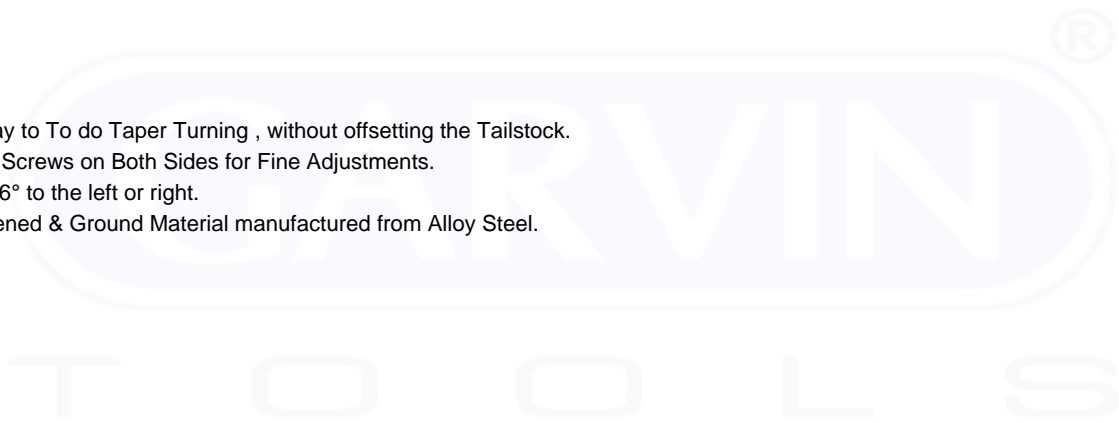 ®
GARVIN
ay to To do Taper Turning , without offsetting the Tailstock.
Screws on Both Sides for Fine Adjustments.
6° to the left or right.
ened & Ground Material manufactured from Alloy Steel.
TOOLS